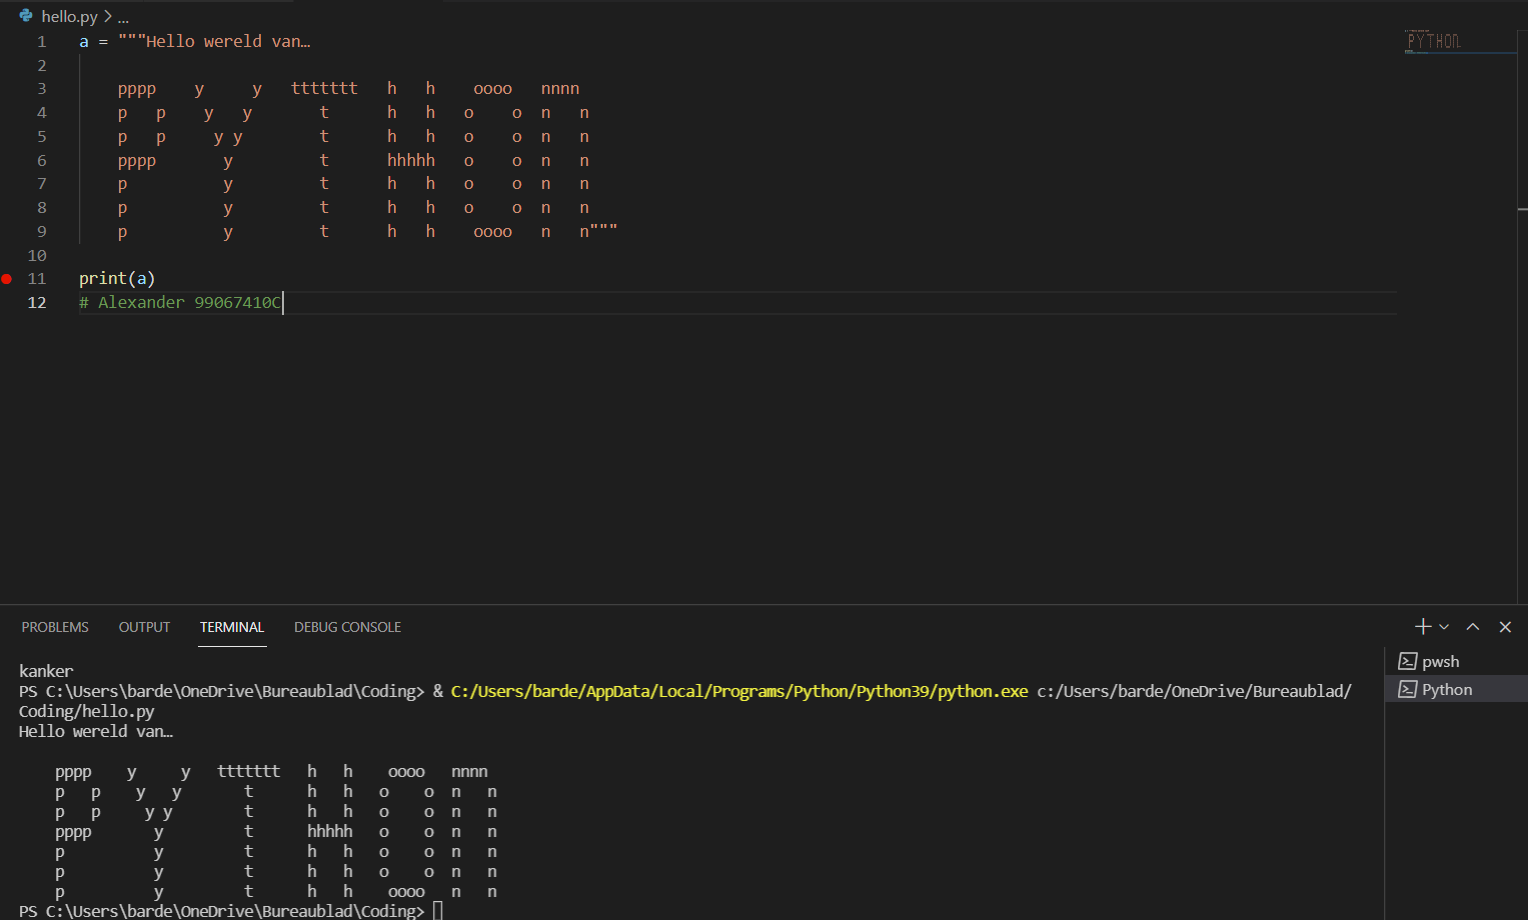 hello.py > ...
1 a = """Hello wereld van…
2
3     pppp    y     y   ttttttt   h   h    oooo   nnnn
4     p   p    y   y       t      h   h   o    o  n   n
5     p   p     y y        t      h   h   o    o  n   n
6     pppp       y         t      hhhhh   o    o  n   n
7     p          y         t      h   h   o    o  n   n
8     p          y         t      h   h   o    o  n   n
9     p          y         t      h   h    oooo   n   n"""
10
11 print(a)
12 # Alexander 99067410C
PYTHON
PROBLEMS OUTPUT TERMINAL DEBUG CONSOLE
kanker
PS C:\Users\barde\OneDrive\Bureaublad\Coding> & C:/Users/barde/AppData/Local/Programs/Python/Python39/python.exe c:/Users/barde/OneDrive/Bureaublad/
Coding/hello.py
Hello wereld van…
    pppp    y     y   ttttttt   h   h    oooo   nnnn
    p   p    y   y       t      h   h   o    o  n   n
    p   p     y y        t      h   h   o    o  n   n
    pppp       y         t      hhhhh   o    o  n   n
    p          y         t      h   h   o    o  n   n
    p          y         t      h   h   o    o  n   n
    p          y         t      h   h    oooo   n   n
PS C:\Users\barde\OneDrive\Bureaublad\Coding>
pwsh
Python